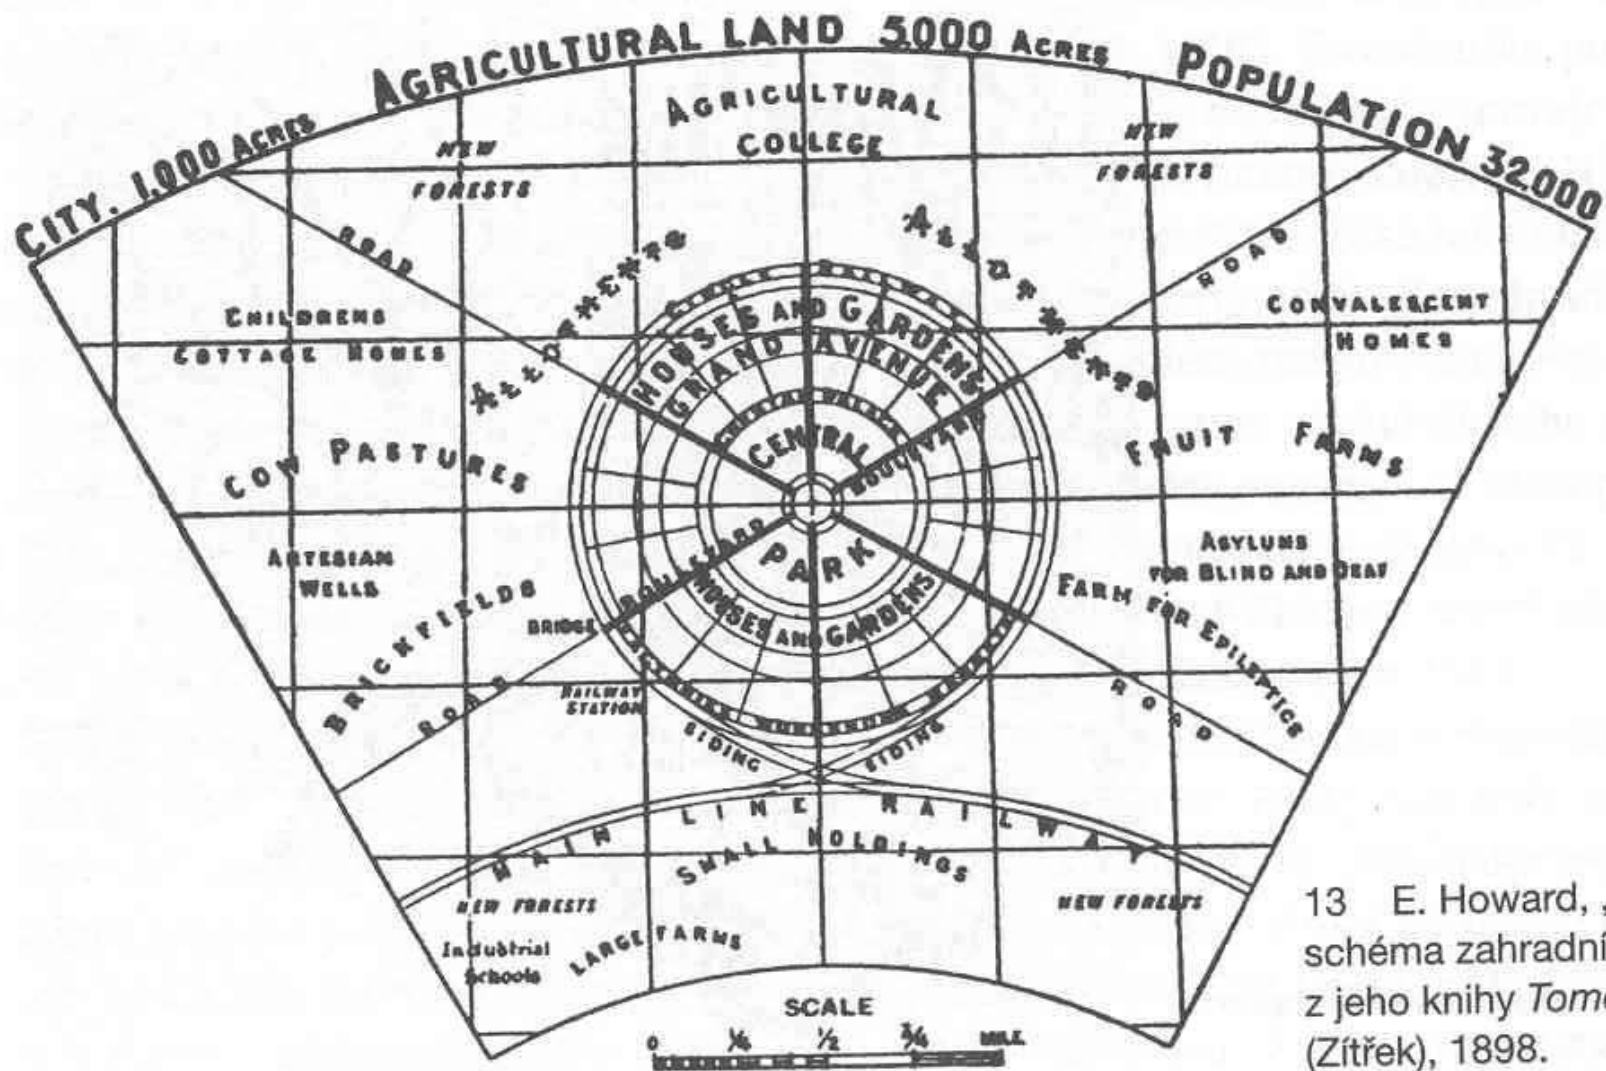 CITY. 1,000 ACRES AGRICULTURAL LAND 5000 ACRES POPULATION 32,000
AGRICULTURAL
COLLEGE
NEW
FORESTS
NEW
FORESTS
ROAD
ROAD
ALLOTMENTS
ALLOTMENTS
CIRCLE RAILWAY
HOUSES AND GARDENS
GRAND AVENUE
CRYSTAL PALACE
CENTRAL
PARK
BOULEVARD
BOULEVARD
HOUSES AND GARDENS
CHILDRENS
COTTAGE HOMES
CONVALESCENT
HOMES
COW PASTURES
FRUIT FARMS
ARTESIAN
WELLS
ASYLUMS
FOR BLIND AND DEAF
BRICKFIELDS
FARM FOR EPILEPTICS
BRIDGE
ROAD
ROAD
RAILWAY
STATION
SIDING
SIDING
MAIN LINE RAILWAY
SMALL HOLDINGS
NEW FORESTS
NEW FORESTS
Industrial
Schools
LARGE FARMS
SCALE
0 1/4 1/2 3/4 MILE.
13 E. Howard, ,
schéma zahradní
z jeho knihy
(Zítřek), 1898.